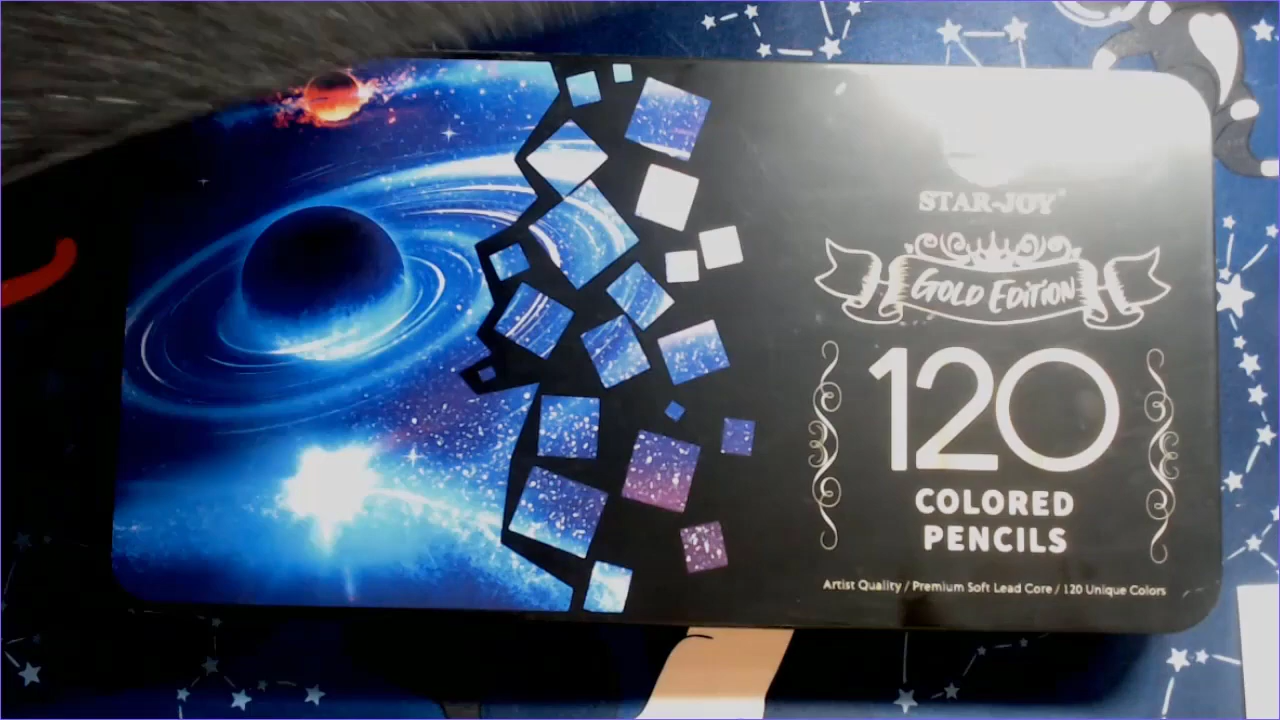 STAR-JOY®
GOLD EDITION
120
COLORED
PENCILS
Artist Quality / Premium Soft Lead Core / 120 Unique Colors